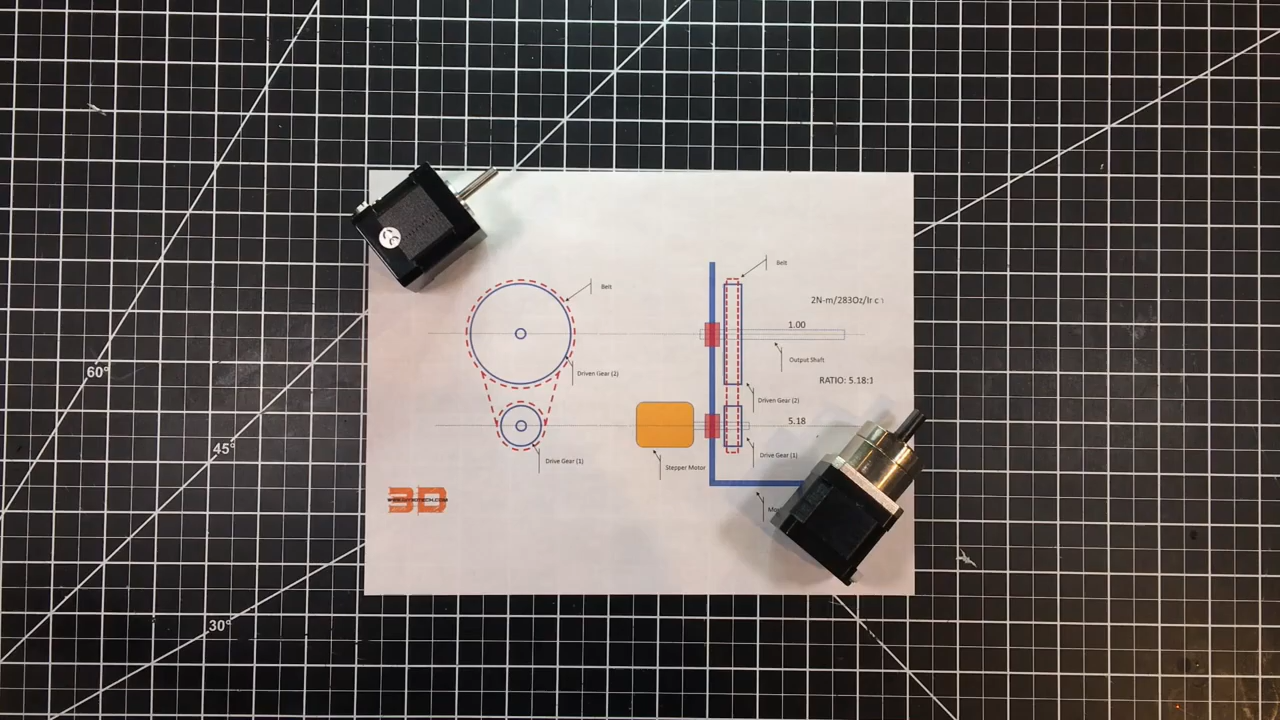 Belt
Belt
2N-m/283Oz/In
1.00
Output Shaft
Driven Gear (2)
RATIO: 5.18:1
Driven Gear (2)
5.18
Drive Gear (1)
Drive Gear (1)
Stepper Motor
3D
CE
60°
45°
30°